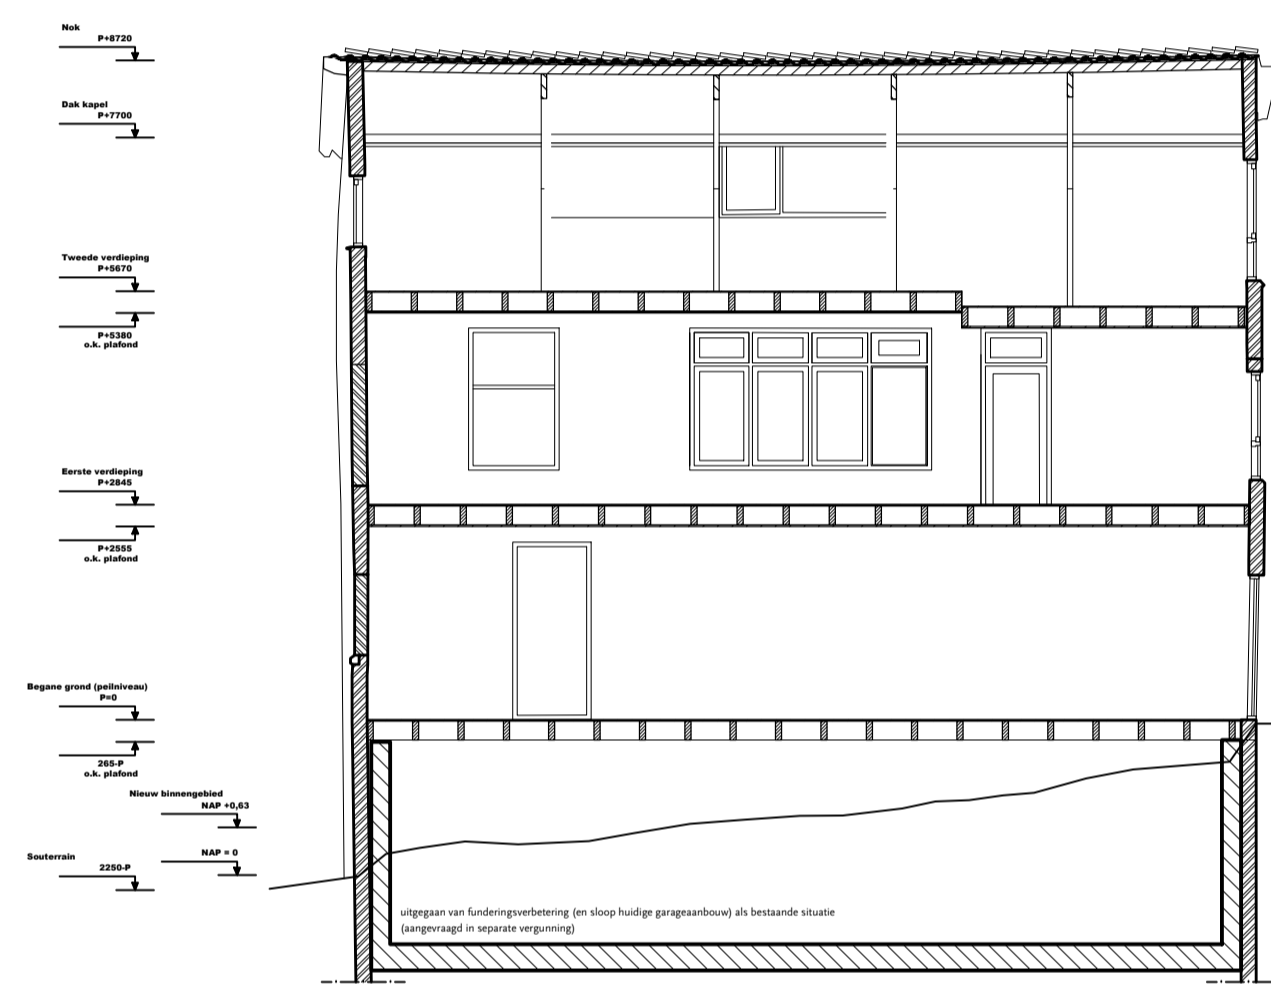 Nok
P+8720
Dak kapel
P+7700
Tweede verdieping
P+5670
P+5380
o.k. plafond
Eerste verdieping
P+2845
P+2555
o.k. plafond
Begane grond (peilniveau)
P=0
265-P
o.k. plafond
Nieuw binnengebied
NAP +0,63
NAP = 0
Souterrain
2250-P
uitgegaan van funderingsverbetering (en sloop huidige garageaanbouw) als bestaande situatie
(aangevraagd in separate vergunning)